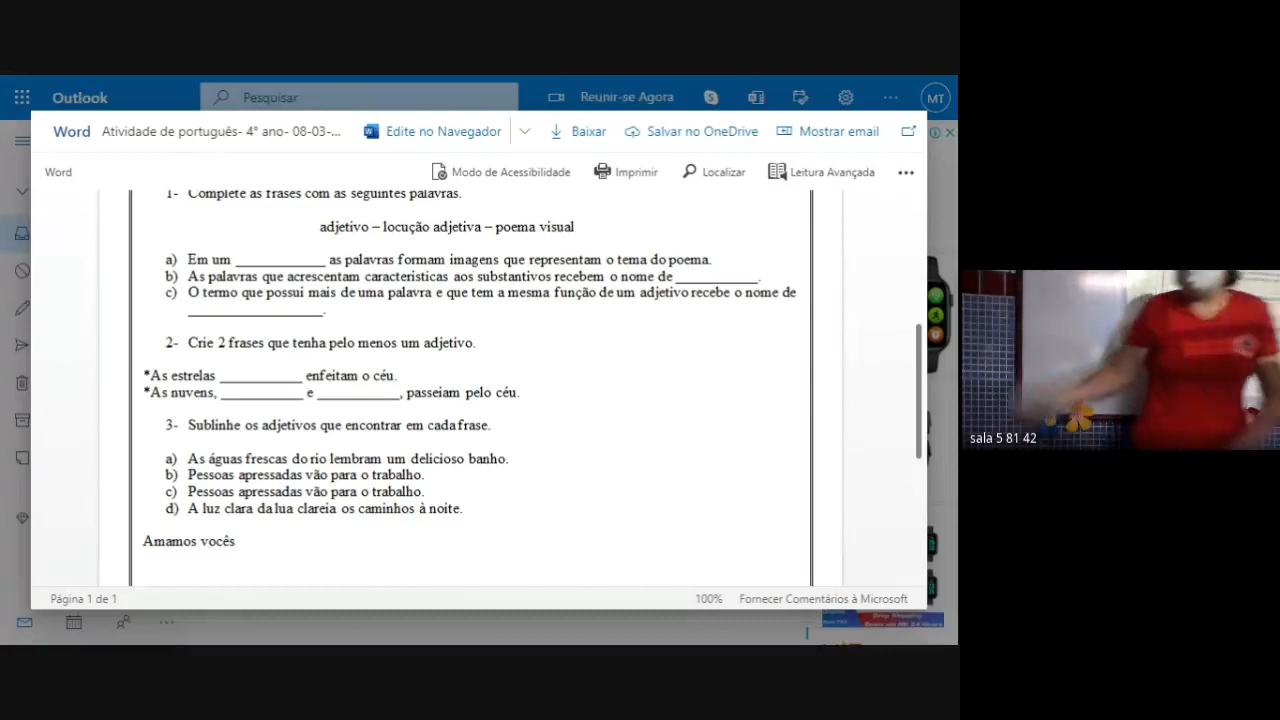 Outlook
Pesquisar
Reunir-se Agora
MT
Word
Atividade de português- 4° ano- 08-03-...
Edite no Navegador
Baixar
Salvar no OneDrive
Mostrar email
Word
Modo de Acessibilidade
Imprimir
Localizar
Leitura Avançada
1- Complete as frases com as seguintes palavras.
adjetivo – locução adjetiva – poema visual
a) Em um ____________ as palavras formam imagens que representam o tema do poema.
b) As palavras que acrescentam características aos substantivos recebem o nome de ___________.
c) O termo que possui mais de uma palavra e que tem a mesma função de um adjetivo recebe o nome de
__________________.
2- Crie 2 frases que tenha pelo menos um adjetivo.
*As estrelas ___________ enfeitam o céu.
*As nuvens, ___________ e ___________, passeiam pelo céu.
3- Sublinhe os adjetivos que encontrar em cada frase.
a) As águas frescas do rio lembram um delicioso banho.
b) Pessoas apressadas vão para o trabalho.
c) Pessoas apressadas vão para o trabalho.
d) A luz clara da lua clareia os caminhos à noite.
Amamos vocês
Página 1 de 1
100%
Fornecer Comentários à Microsoft
sala 5 81 42